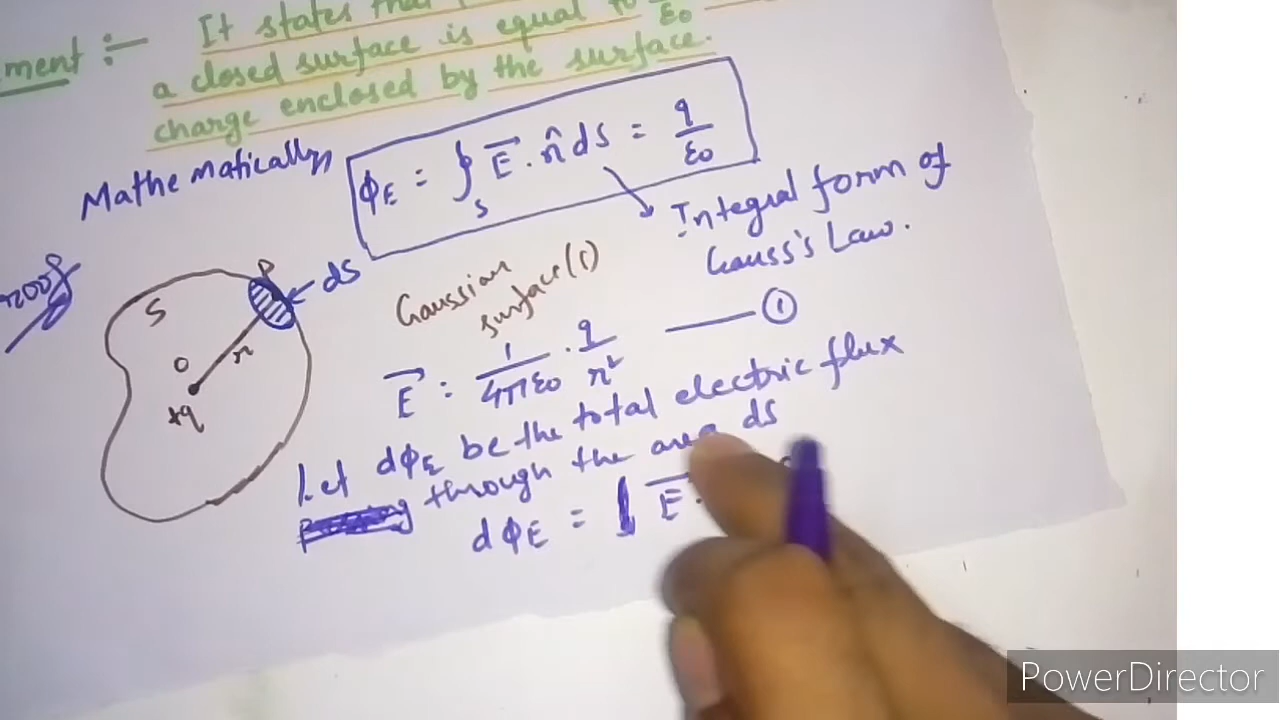 It states that
ment :- a closed surface is equal to ε0
charge enclosed by the surface.
Mathematically, ϕE = ∮S E⃗ . n̂ ds = q/ε0
Integral form of
Gauss's Law.
P
ds
S
Gaussian
surface(1)
O
r
+q
E⃗ = 1/4πε0 . q/r² —— ①
Let dϕE be the total electric flux
through the area ds
dϕE = E⃗ .
PowerDirector